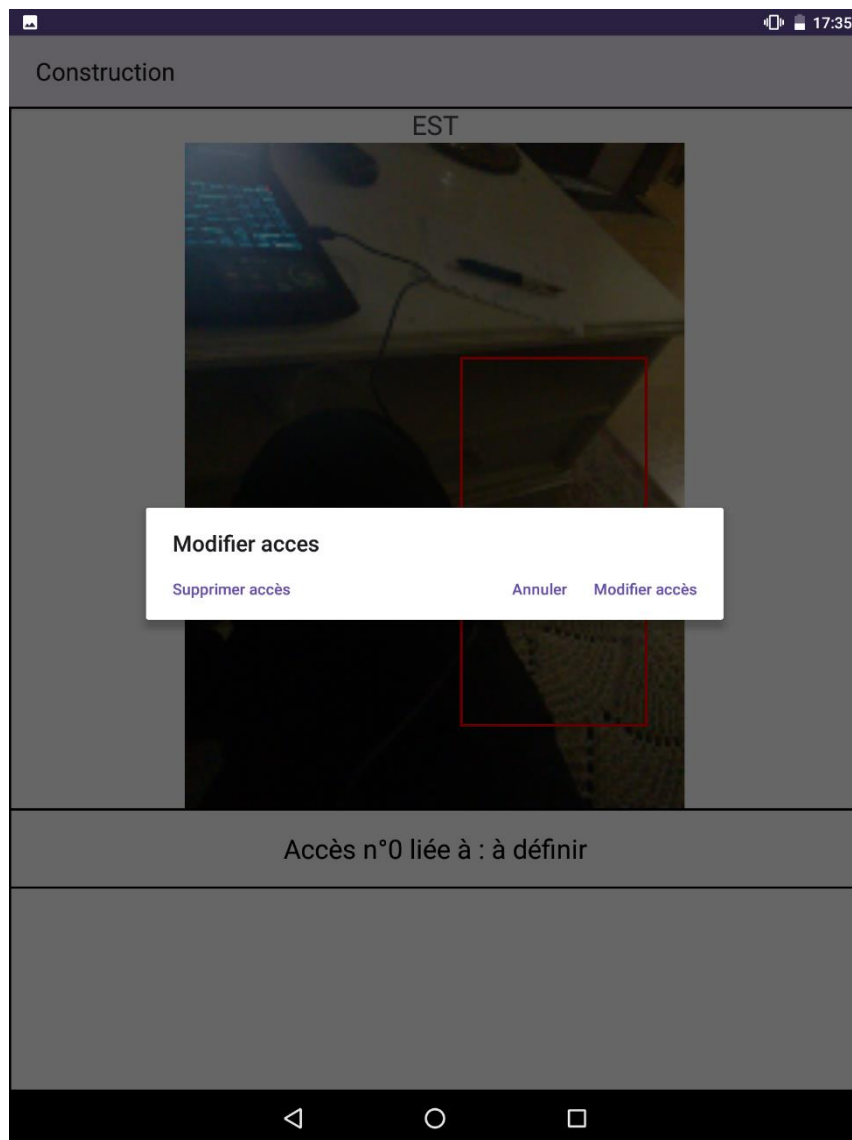 17:35
Construction
EST
Modifier acces
Supprimer accès Annuler Modifier accès
Accès n°0 liée à : à définir